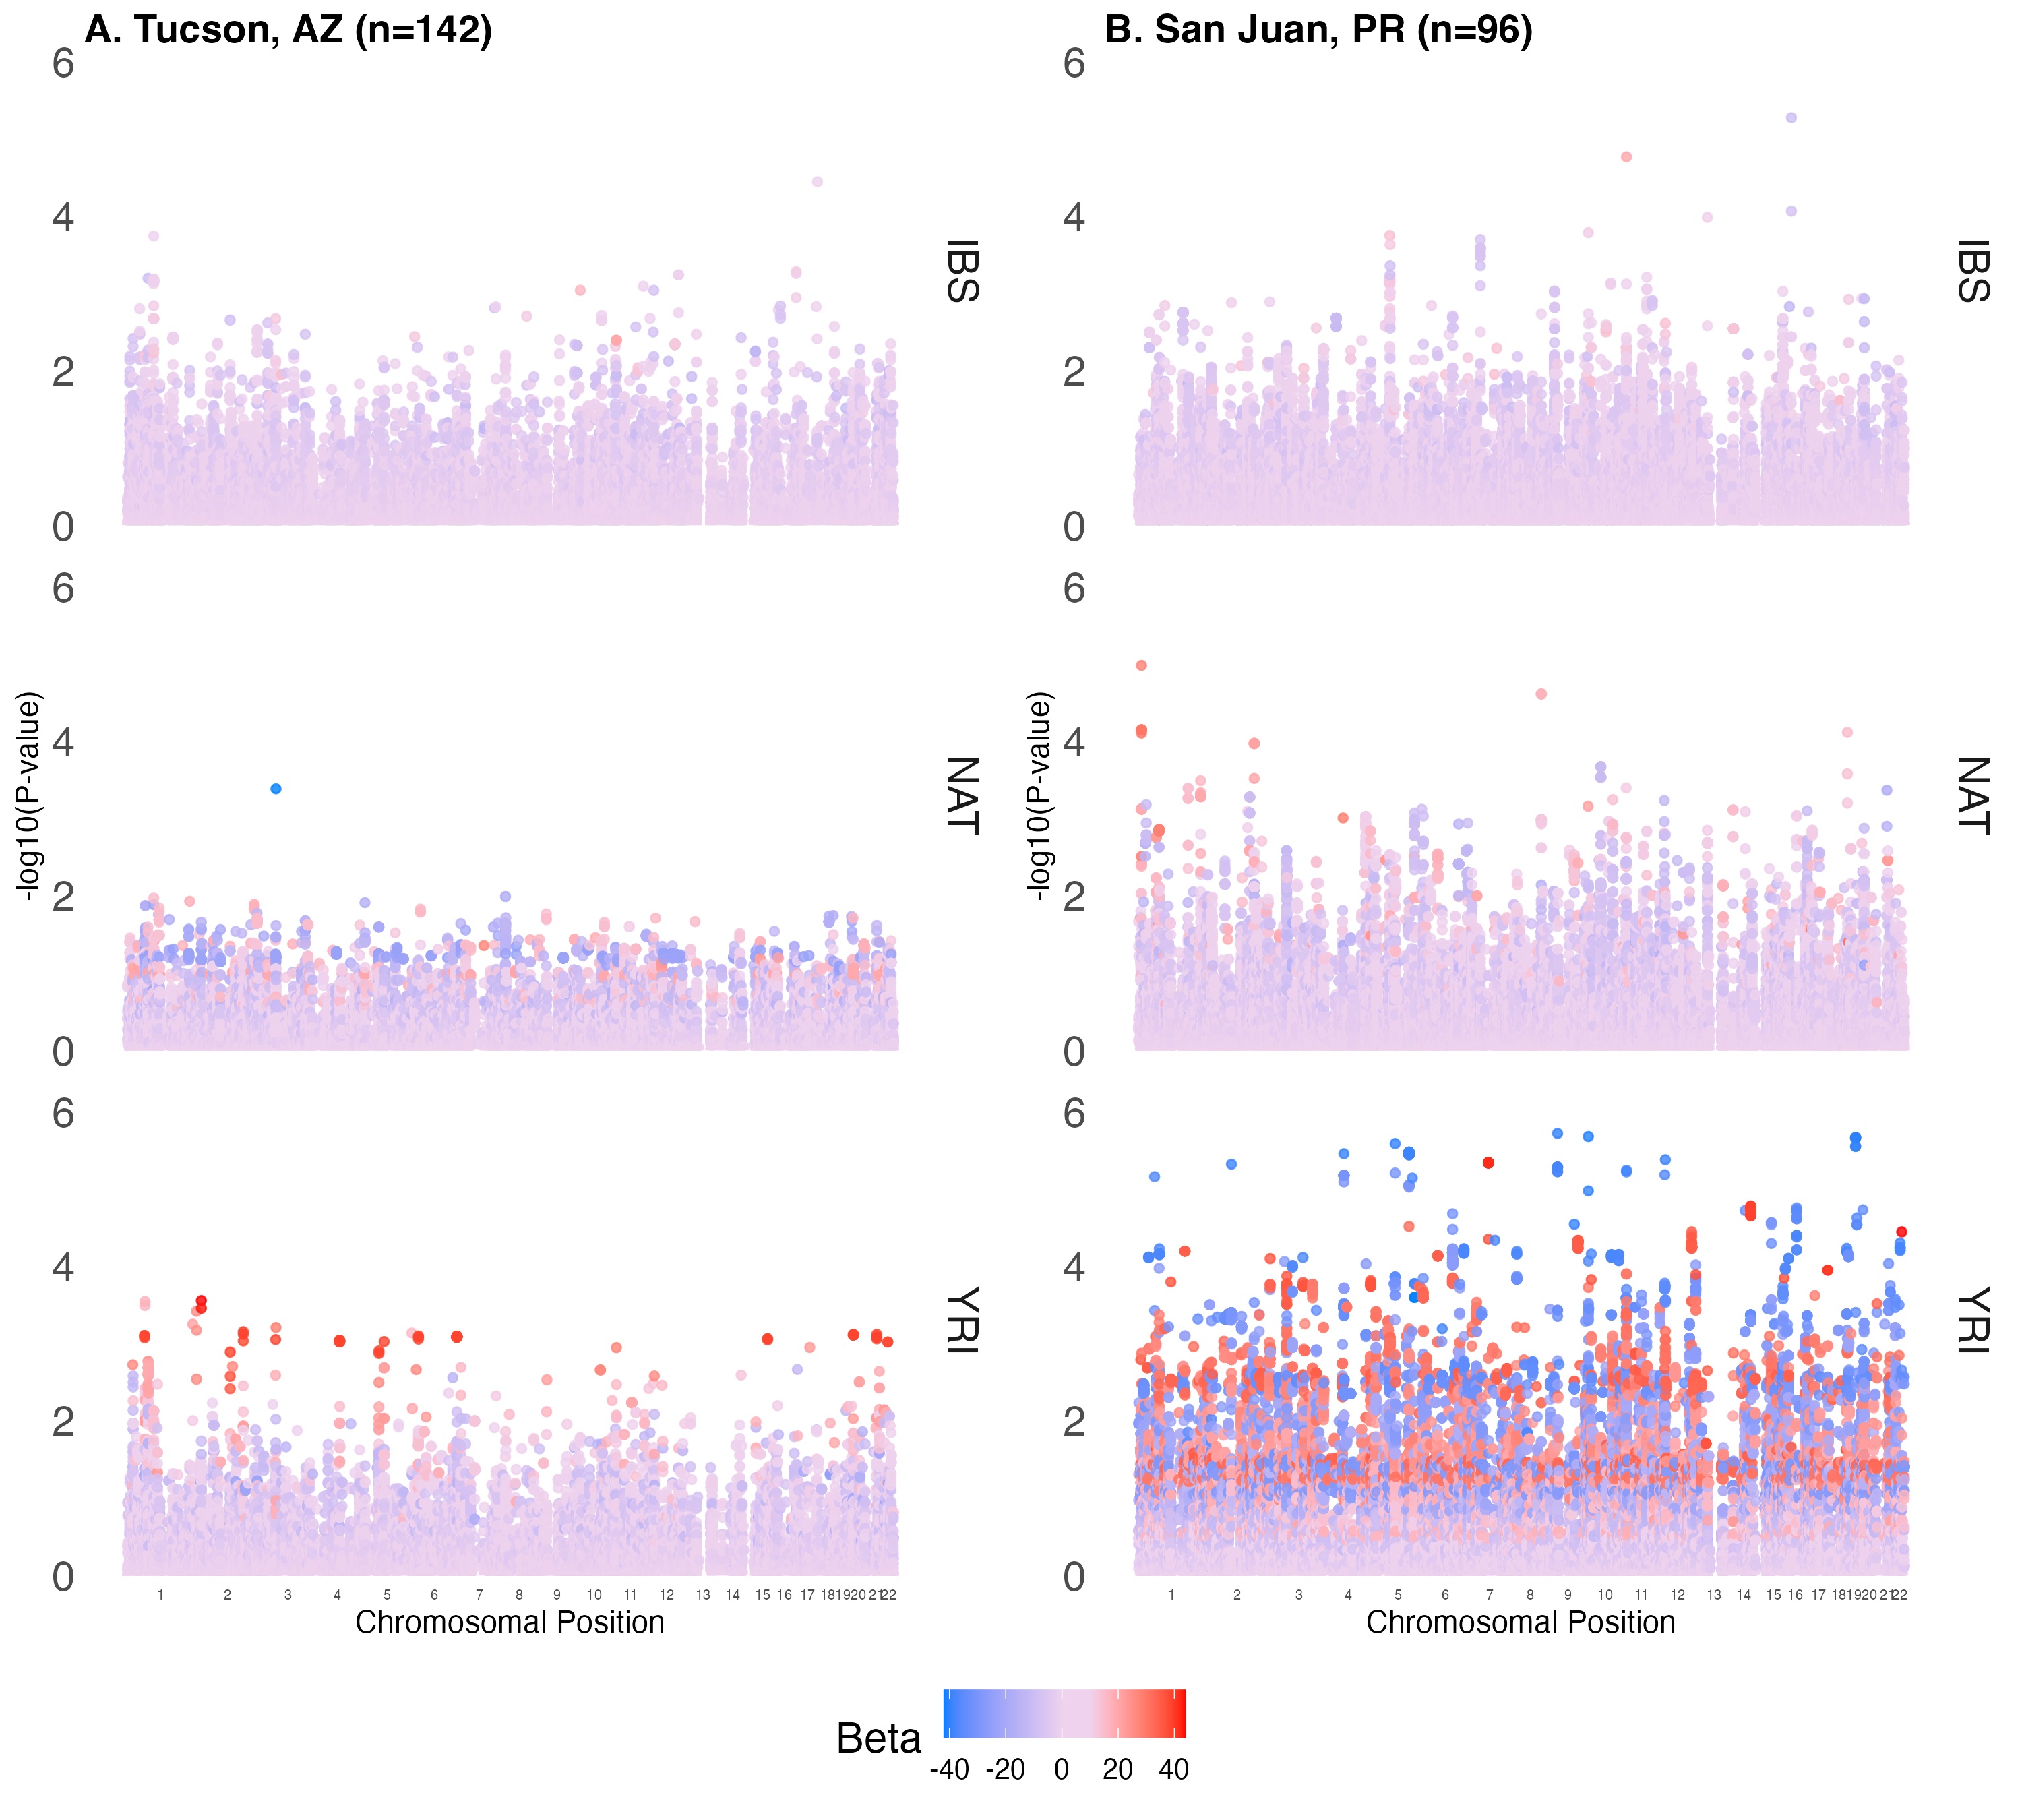 A. Tucson, AZ (n=142)
6
4
2
0
IBS
6
4
2
0
NAT
6
4
2
0
YRI
-log10(P-value)
1 2 3 4 5 6 7 8 9 10 11 12 13 14 15 16 17 18 19 20 21 22
Chromosomal Position
B. San Juan, PR (n=96)
6
4
2
0
IBS
6
4
2
0
NAT
6
4
2
0
YRI
-log10(P-value)
1 2 3 4 5 6 7 8 9 10 11 12 13 14 15 16 17 18 19 20 21 22
Chromosomal Position
Beta
-40 -20 0 20 40